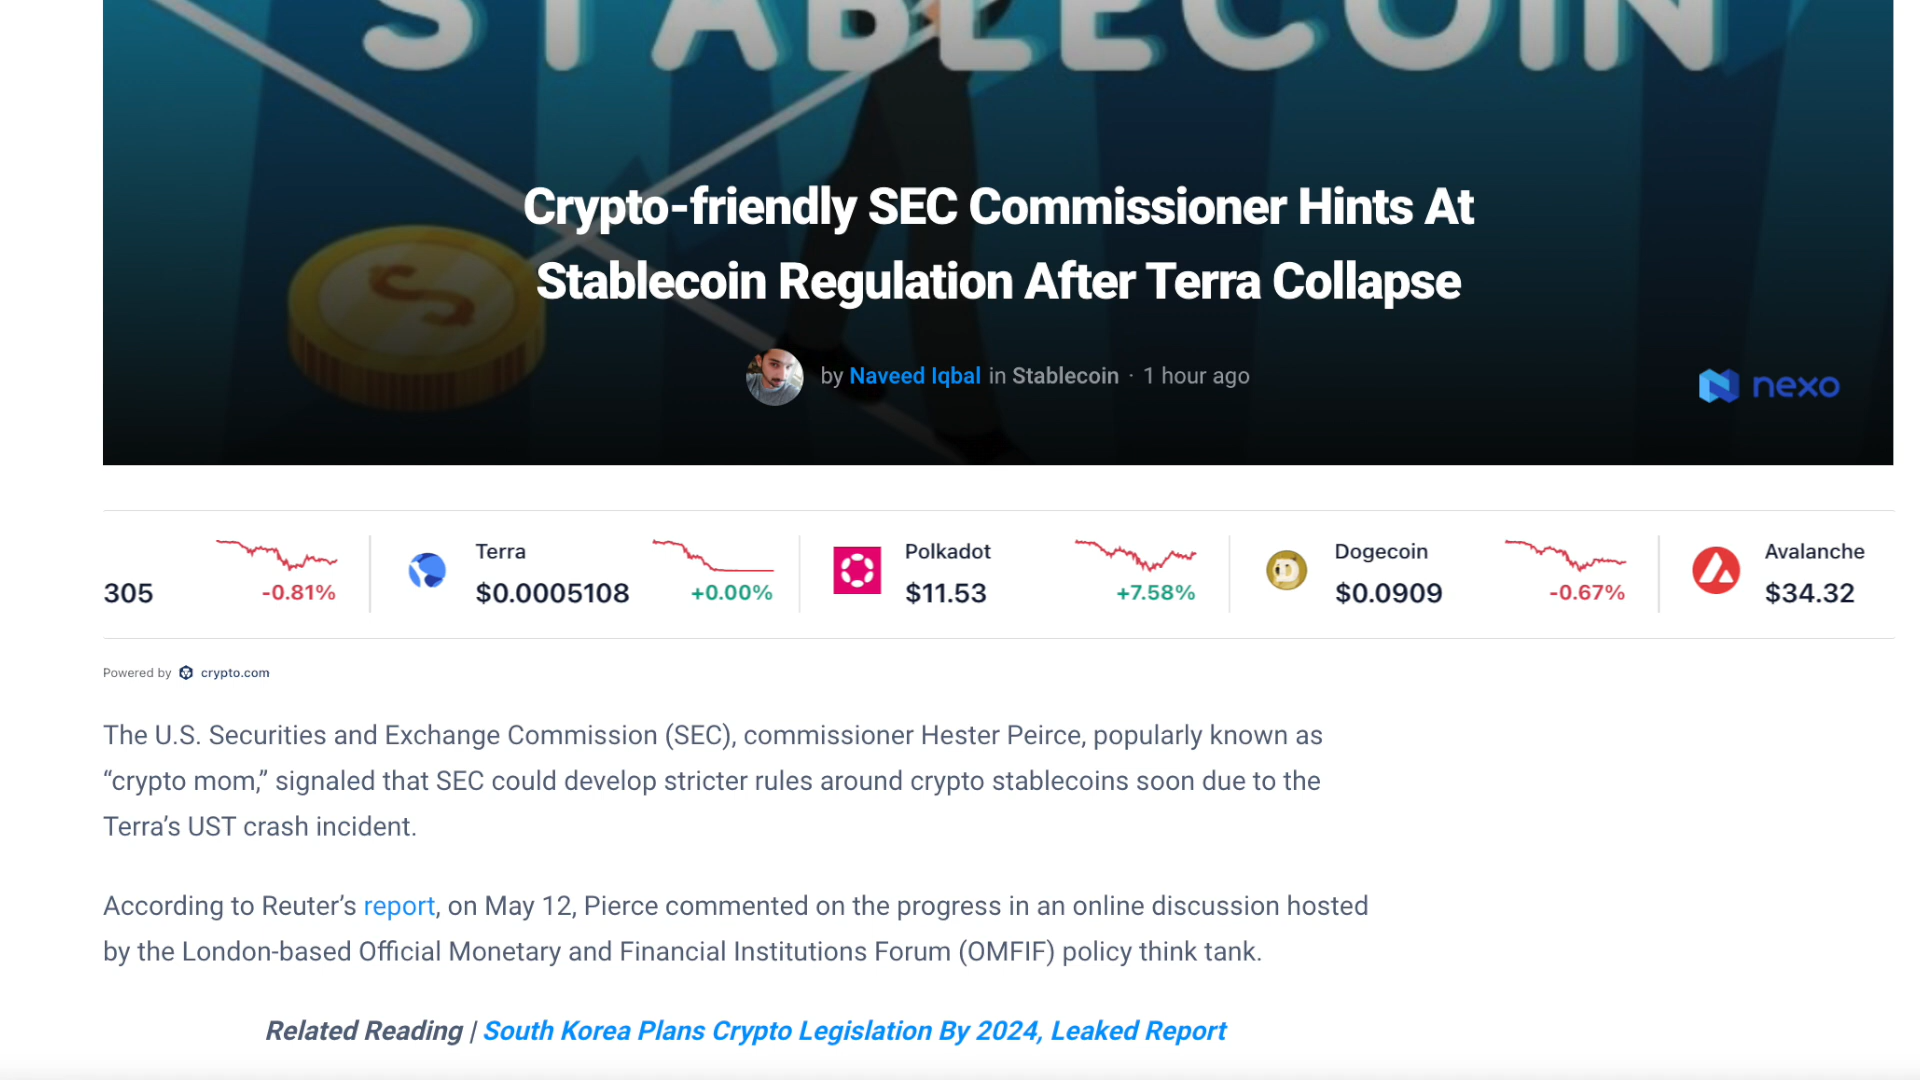 STABLECOIN
Crypto-friendly SEC Commissioner Hints At
Stablecoin Regulation After Terra Collapse
by Naveed Iqbal in Stablecoin · 1 hour ago
nexo
305
-0.81%
Terra
$0.0005108
+0.00%
Polkadot
$11.53
+7.58%
Dogecoin
$0.0909
-0.67%
Avalanche
$34.32
Powered by crypto.com
The U.S. Securities and Exchange Commission (SEC), commissioner Hester Peirce, popularly known as
“crypto mom,” signaled that SEC could develop stricter rules around crypto stablecoins soon due to the
Terra’s UST crash incident.
According to Reuter’s report, on May 12, Pierce commented on the progress in an online discussion hosted
by the London-based Official Monetary and Financial Institutions Forum (OMFIF) policy think tank.
Related Reading | South Korea Plans Crypto Legislation By 2024, Leaked Report